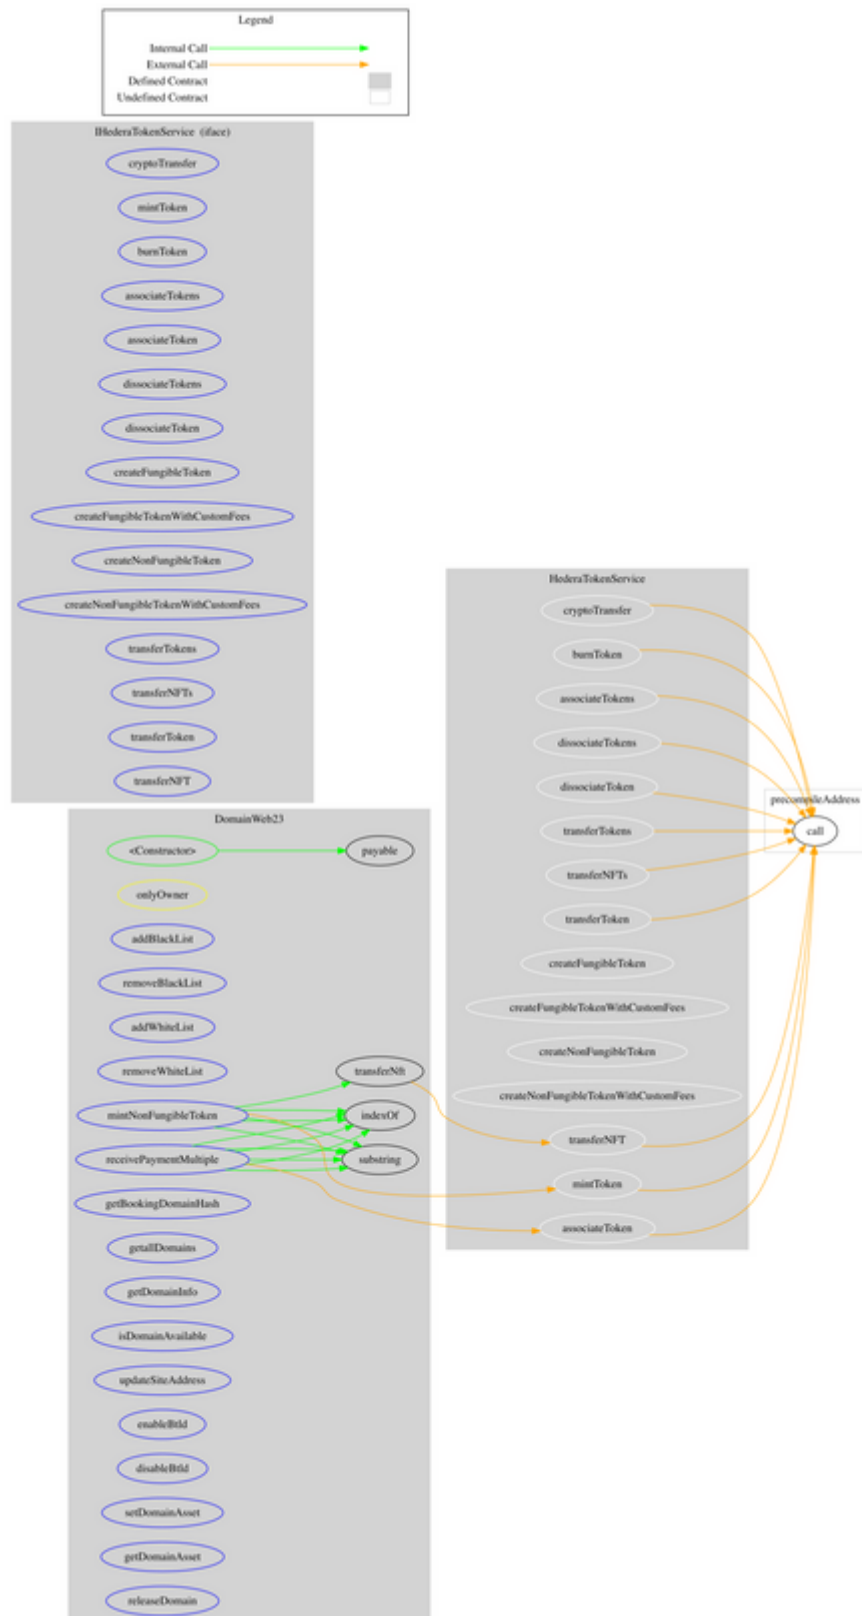 Legend
Internal Call
External Call
Defined Contract
Undefined Contract
IHederaTokenService (iface)
cryptoTransfer
mintToken
burnToken
associateTokens
associateToken
dissociateTokens
dissociateToken
createFungibleToken
createFungibleTokenWithCustomFees
createNonFungibleToken
createNonFungibleTokenWithCustomFees
transferTokens
transferNFTs
transferToken
transferNFT
HederaTokenService
cryptoTransfer
burnToken
associateTokens
dissociateTokens
dissociateToken
transferTokens
transferNFTs
transferToken
createFungibleToken
createFungibleTokenWithCustomFees
createNonFungibleToken
createNonFungibleTokenWithCustomFees
transferNFT
mintToken
associateToken
precompileAddress
call
DomainWeb23
<Constructor>
payable
onlyOwner
addBlackList
removeBlackList
addWhiteList
removeWhiteList
transferNft
mintNonFungibleToken
indexOf
receivePaymentMultiple
substring
getBookingDomainHash
getallDomains
getDomainInfo
isDomainAvailable
updateSiteAddress
enableBtld
disableBtld
setDomainAsset
getDomainAsset
releaseDomain